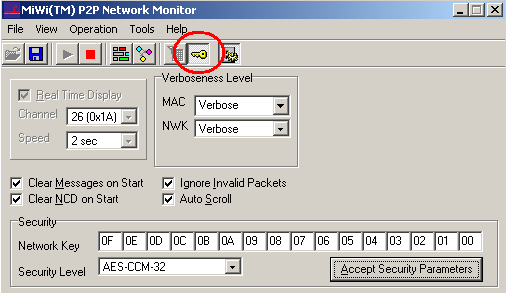 MiWi(TM) P2P Network Monitor
File View Operation Tools Help
Real Time Display
Channel 26 (0x1A)
Speed 2 sec
Verboseness Level
MAC Verbose
NWK Verbose
Clear Messages on Start
Ignore Invalid Packets
Clear NCD on Start
Auto Scroll
Security
Network Key 0F 0E 0D 0C 0B 0A 09 08 07 06 05 04 03 02 01 00
Security Level AES-CCM-32
Accept Security Parameters